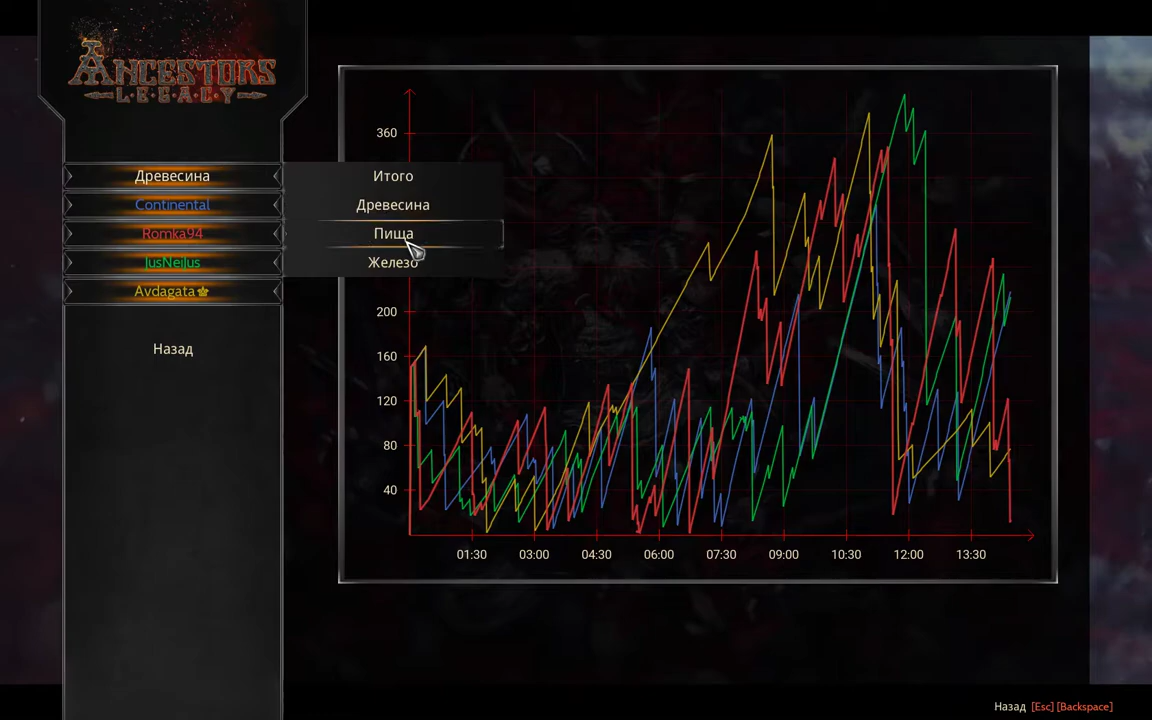 ANCESTORS
LEGACY
Древесина
Continental
Romka94
JusNeiJus
Avdagata
Назад
Итого
Древесина
Пища
Железо
360
200
160
120
80
40
01:30 03:00 04:30 06:00 07:30 09:00 10:30 12:00 13:30
Назад [Esc] [Backspace]